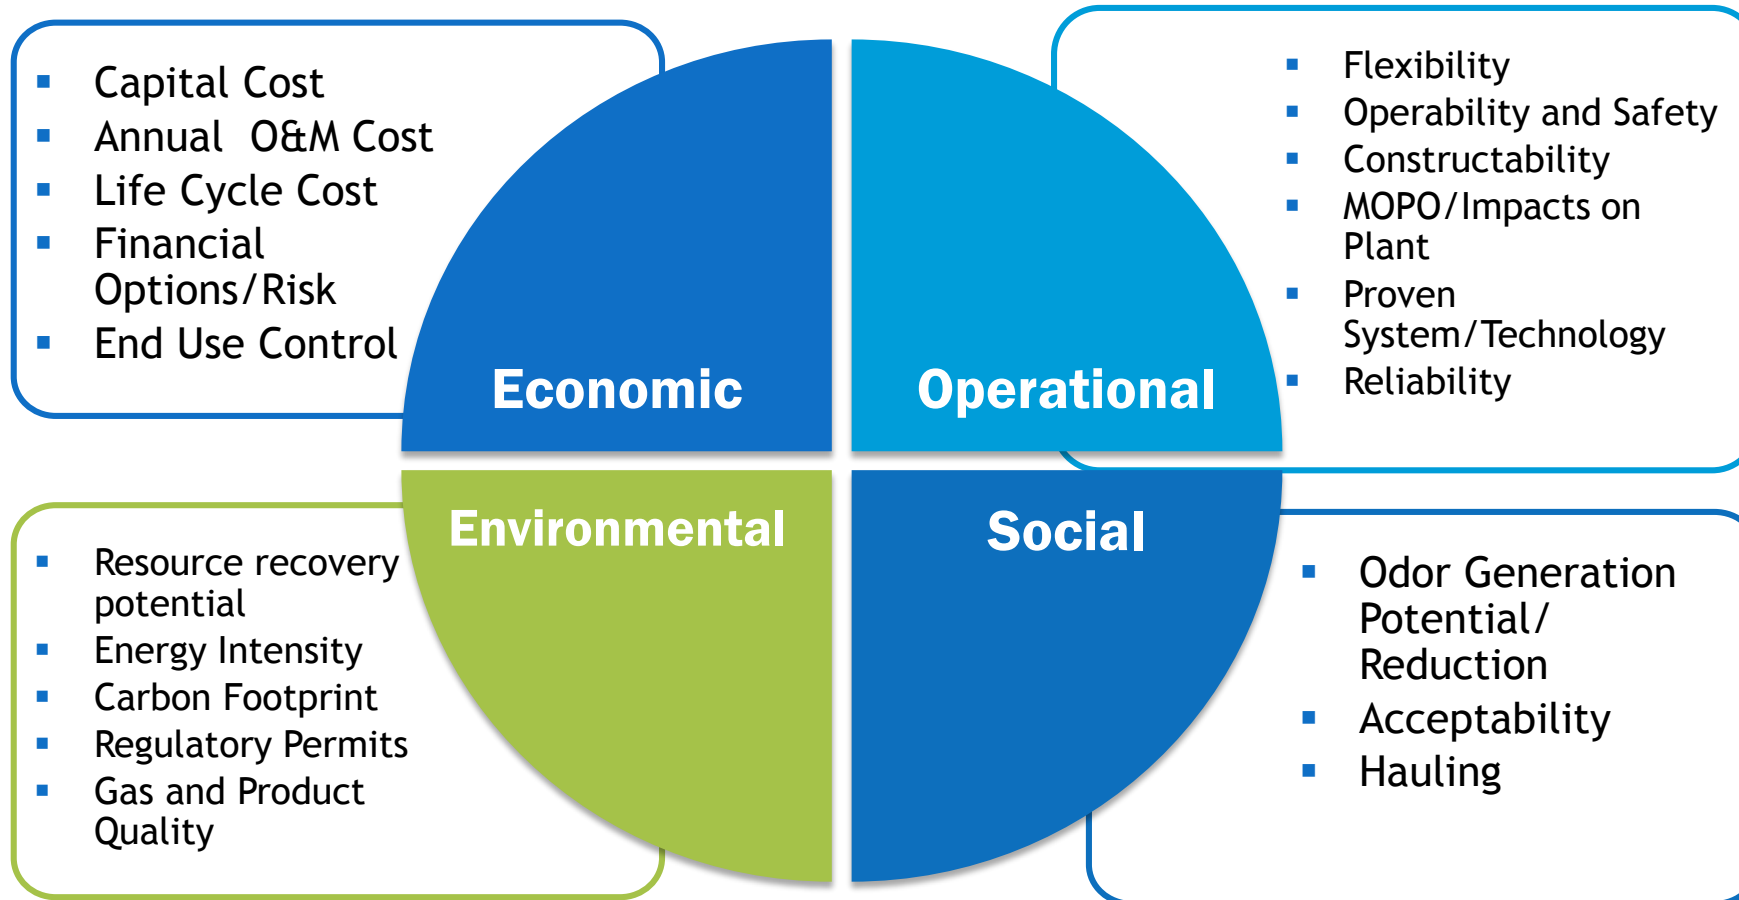 Capital Cost
Annual  O&M Cost
Life Cycle Cost
Financial
Options/Risk
End Use Control
Economic
Flexibility
Operability and Safety
Constructability
MOPO/Impacts on
Plant
Proven
System/Technology
Reliability
Operational
Resource recovery
potential
Energy Intensity
Carbon Footprint
Regulatory Permits
Gas and Product
Quality
Environmental
Social
Odor Generation
Potential/
Reduction
Acceptability
Hauling